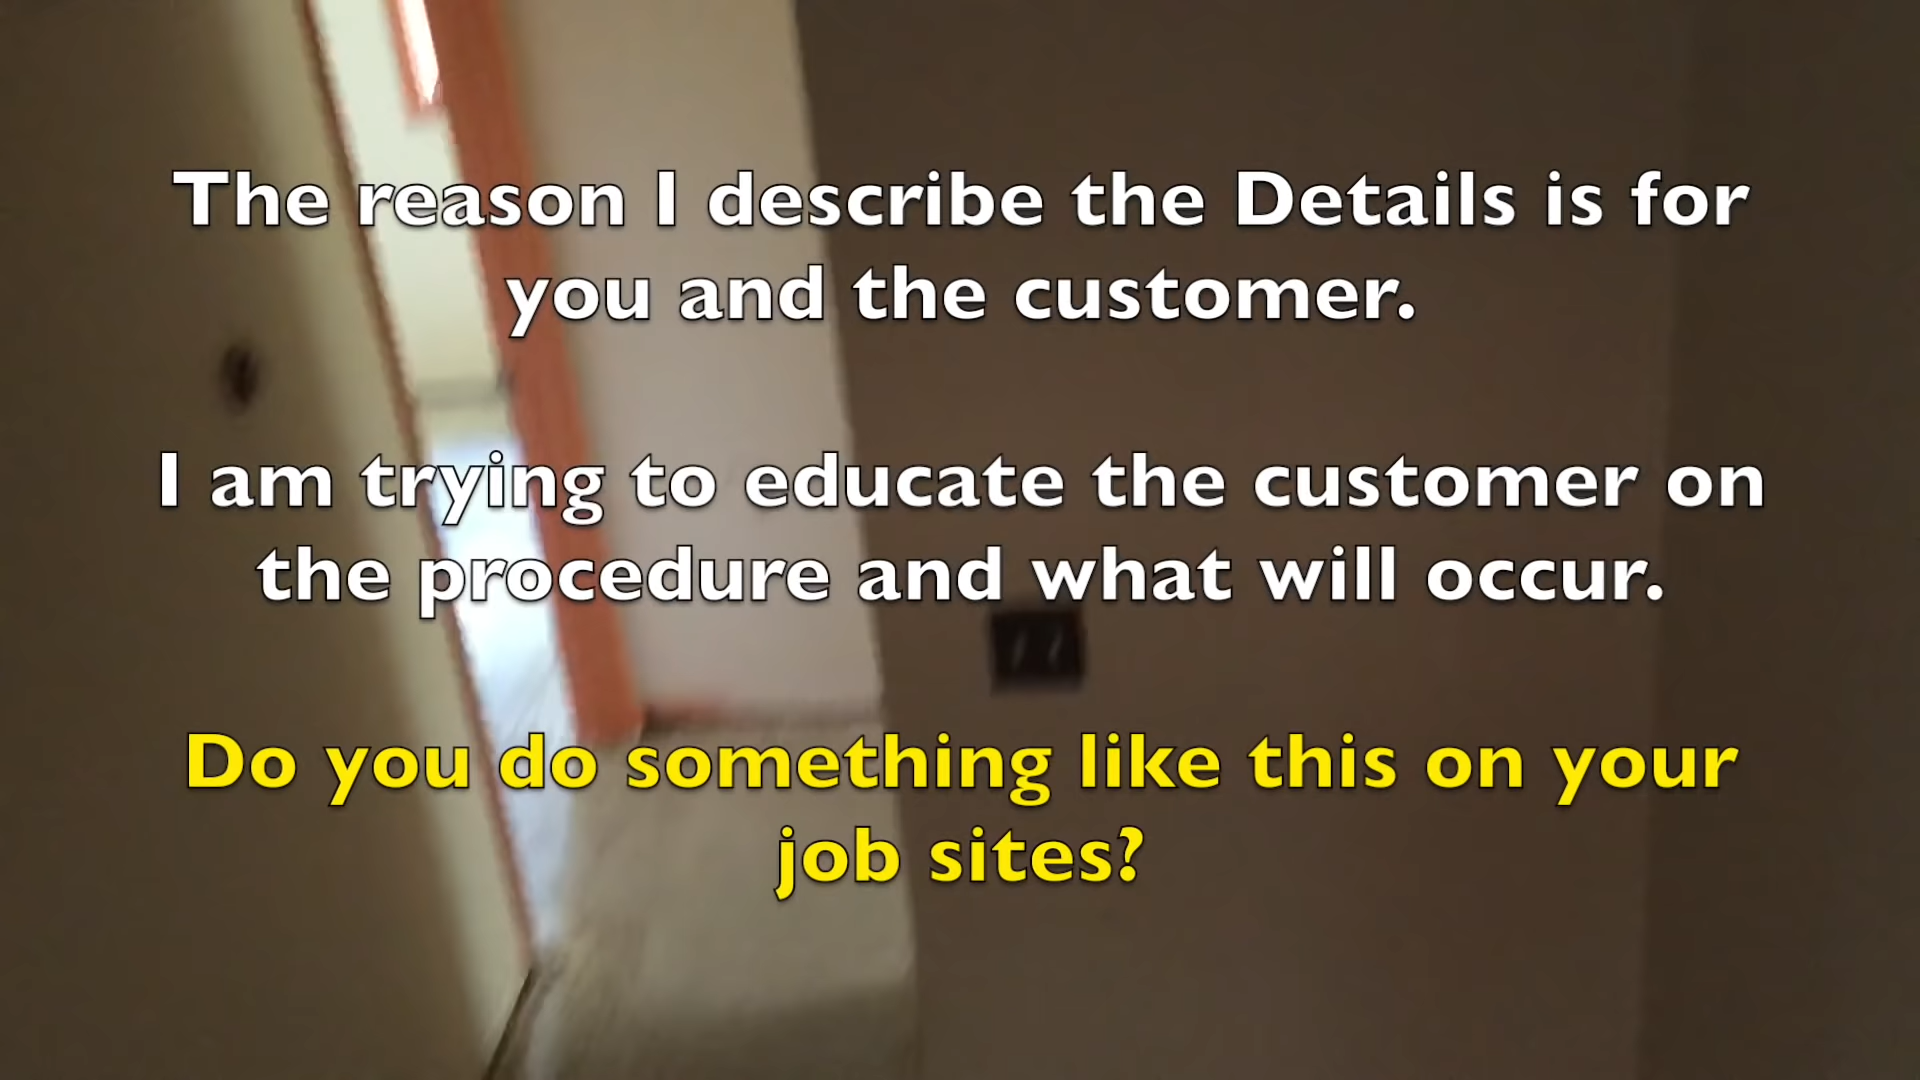 The reason I describe the Details is for
you and the customer.
I am trying to educate the customer on
the procedure and what will occur.
Do you do something like this on your
job sites?